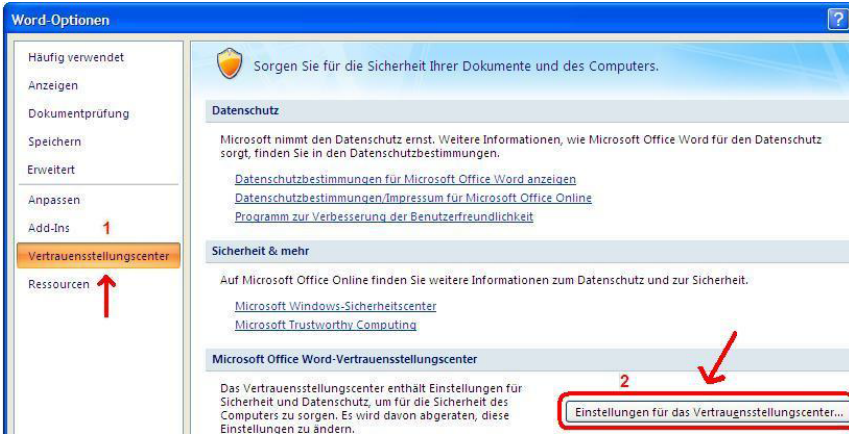 Word-Optionen
?
Häufig verwendet
Anzeigen
Dokumentprüfung
Speichern
Erweitert
Anpassen
Add-Ins
1
Vertrauensstellungscenter
Ressourcen
Sorgen Sie für die Sicherheit Ihrer Dokumente und des Computers.
Datenschutz
Microsoft nimmt den Datenschutz ernst. Weitere Informationen, wie Microsoft Office Word für den Datenschutz
sorgt, finden Sie in den Datenschutzbestimmungen.
Datenschutzbestimmungen für Microsoft Office Word anzeigen
Datenschutzbestimmungen/Impressum für Microsoft Office Online
Programm zur Verbesserung der Benutzerfreundlichkeit
Sicherheit & mehr
Auf Microsoft Office Online finden Sie weitere Informationen zum Datenschutz und zur Sicherheit.
Microsoft Windows-Sicherheitscenter
Microsoft Trustworthy Computing
Microsoft Office Word-Vertrauensstellungscenter
Das Vertrauensstellungscenter enthält Einstellungen für
Sicherheit und Datenschutz, um für die Sicherheit des
Computers zu sorgen. Es wird davon abgeraten, diese
Einstellungen zu ändern.
2
Einstellungen für das Vertrauensstellungscenter...